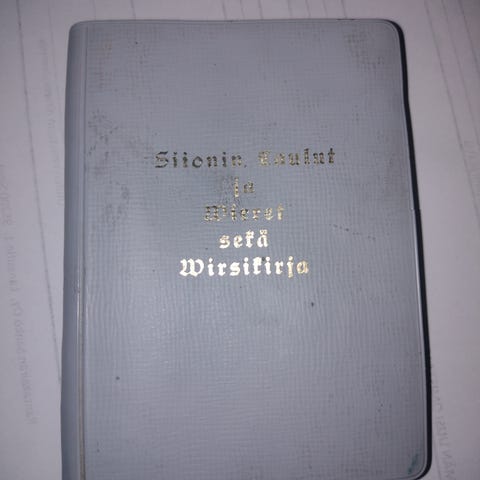 Siionin Laulut
ja
Wirret
sekä
Wirsikirja